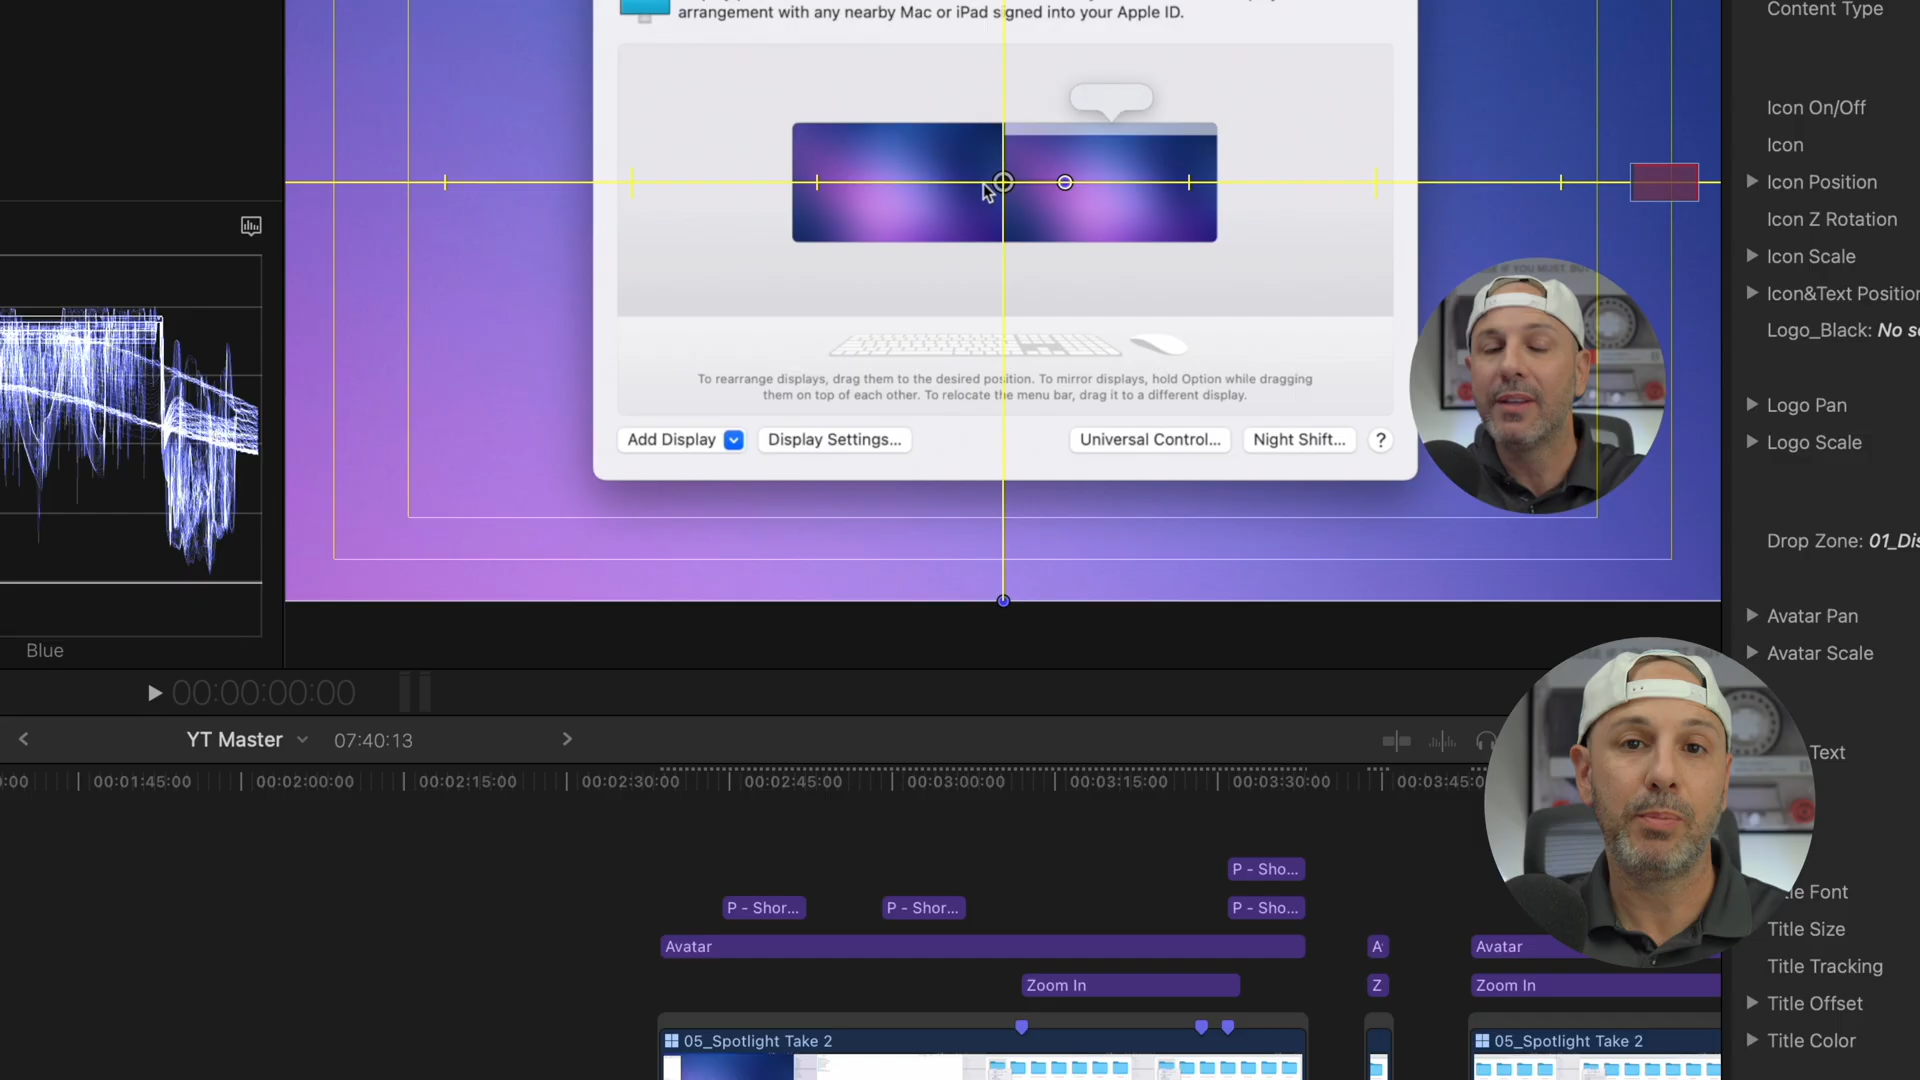 arrangement with any nearby Mac or iPad signed into your Apple ID.
Content Type
Icon On/Off
Icon
Icon Position
Icon Z Rotation
Icon Scale
Icon&Text Position
Logo_Black: No
Logo Pan
Logo Scale
To rearrange displays, drag them to the desired position. To mirror displays, hold Option while dragging
them on top of each other. To relocate the menu bar, drag it to a different display.
Add Display
Display Settings...
Universal Control...
Night Shift...
?
Drop Zone: 01_Dis
Avatar Pan
Avatar Scale
Blue
00:00:00:00
YT Master
07:40:13
Text
00:01:45:00
00:02:00:00
00:02:15:00
00:02:30:00
00:02:45:00
00:03:00:00
00:03:15:00
00:03:30:00
00:03:45:0
P - Sho...
P - Shor...
P - Shor...
P - Sho...
Font
Title Size
Avatar
A
Avatar
Title Tracking
Zoom In
Z
Zoom In
Title Offset
05_Spotlight Take 2
05_Spotlight Take 2
Title Color